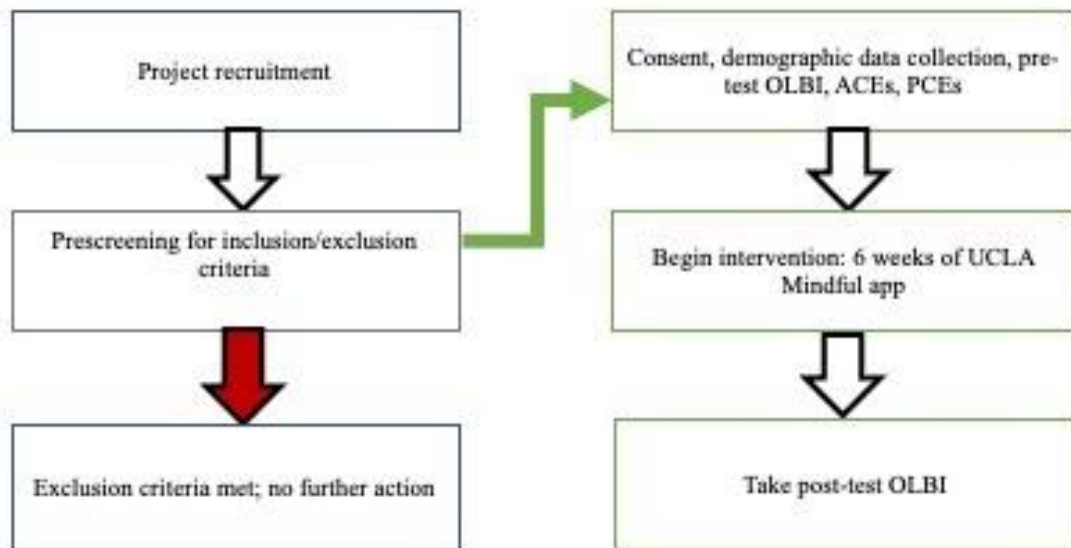 Project recruitment
Prescreening for inclusion/exclusion
criteria
Exclusion criteria met; no further action
Consent, demographic data collection, pre-
test OLBI, ACEs, PCEs
Begin intervention: 6 weeks of UCLA
Mindful app
Take post-test OLBI